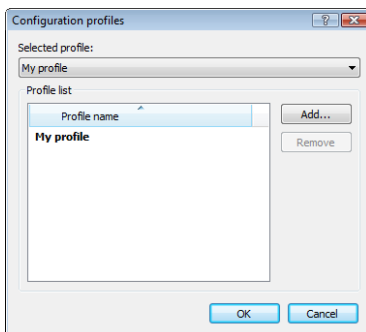 Configuration profiles
Selected profile:
My profile
Profile list
Profile name
My profile
Add...
Remove
OK
Cancel